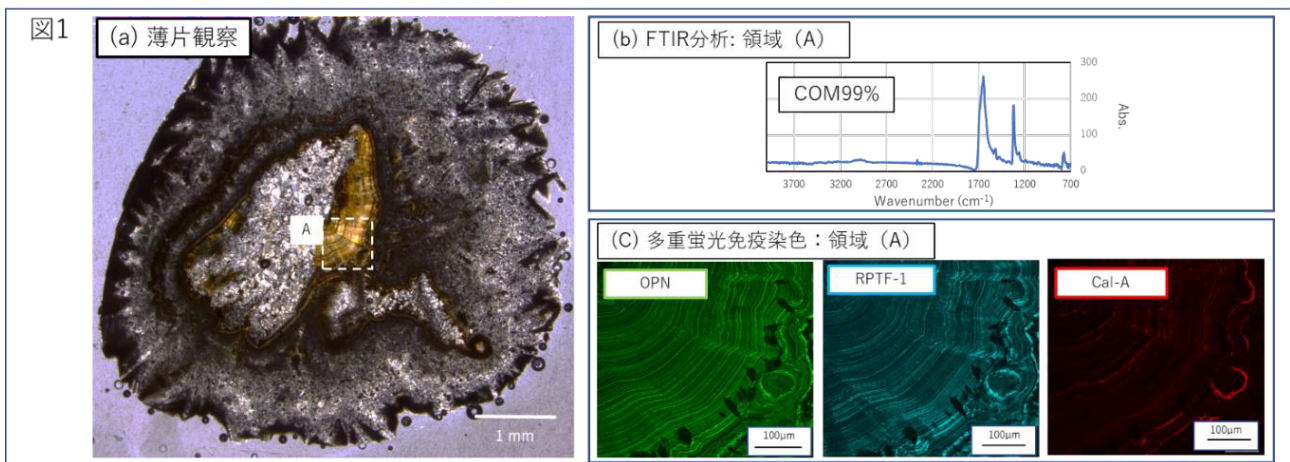 図1
(a) 薄片観察
A
1 mm
(b) FTIR分析: 領域（A）
COM99%
300
200
100
0
Abs.
3700 3200 2700 2200 1700 1200 700
Wavenumber (cm⁻¹)
(C) 多重蛍光免疫染色：領域（A）
OPN
RPTF-1
Cal-A
100μm
100μm
100μm